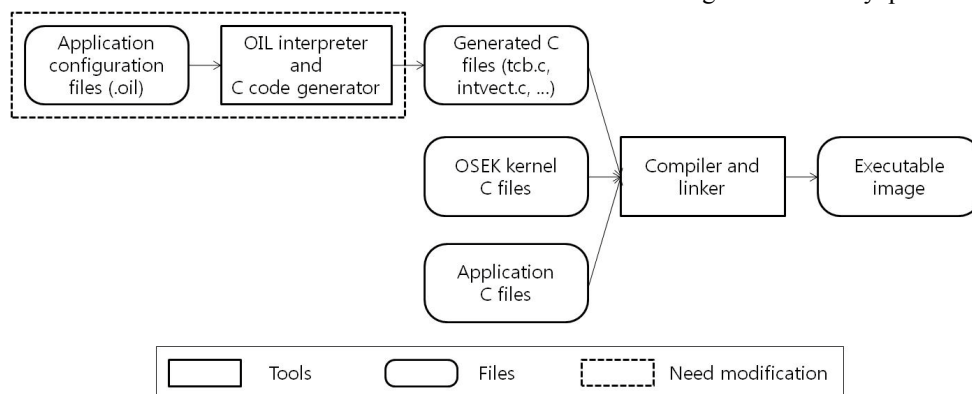 Application
configuration
files (.oil)
OIL interpreter
and
C code generator
Generated C
files (tcb.c,
intvect.c, ...)
OSEK kernel
C files
Application
C files
Compiler and
linker
Executable
image
Tools
Files
Need modification